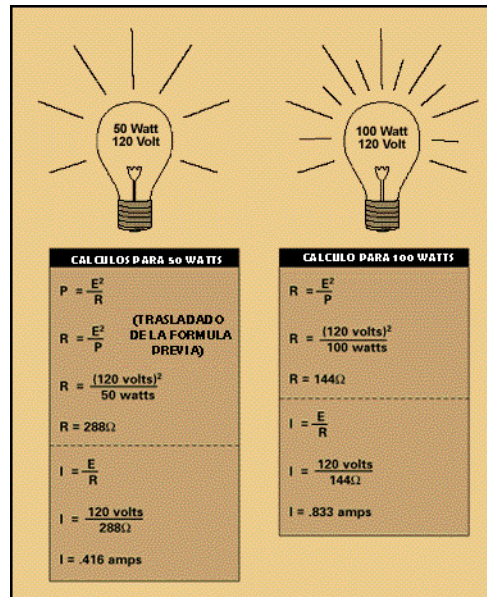 50 Watt
120 Volt
100 Watt
120 Volt
CALCULOS PARA 50 WATTS
P = E²/R
R = E²/P
(TRASLADADO
DE LA FORMULA
PREVIA)
R = (120 volts)²/50 watts
R = 288Ω
I = E/R
I = 120 volts/288Ω
I = .416 amps
CALCULO PARA 100 WATTS
R = E²/P
R = (120 volts)²/100 watts
R = 144Ω
I = E/R
I = 120 volts/144Ω
I = .833 amps